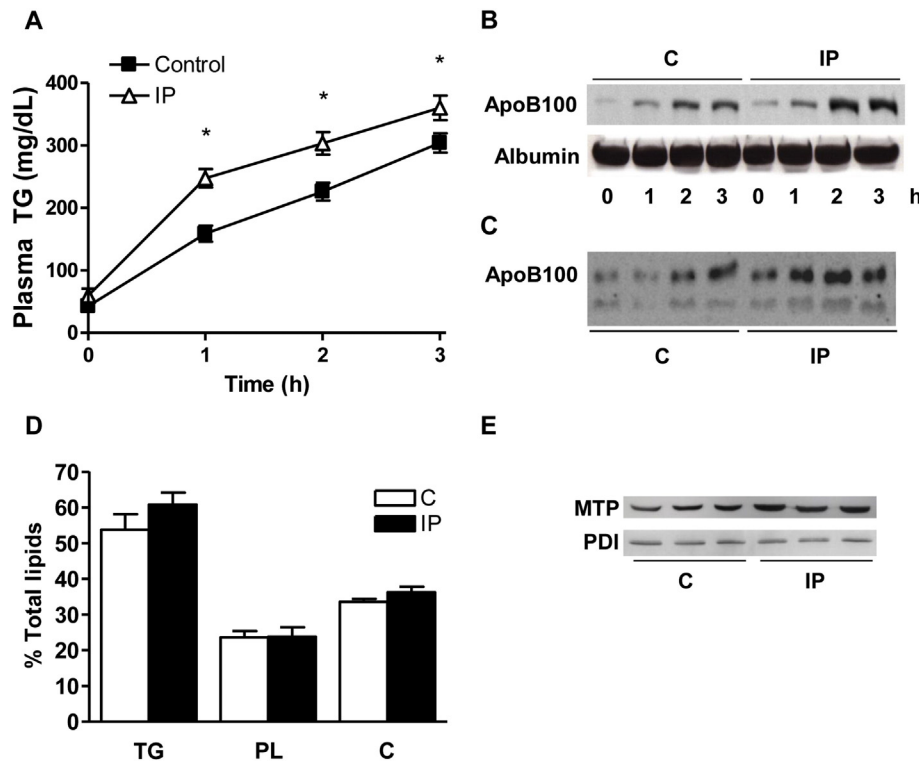 A
Control
IP
*
*
*
400
300
200
100
0
Plasma TG (mg/dL)
0 1 2 3
Time (h)
B
C IP
ApoB100
Albumin
0 1 2 3 0 1 2 3 h
C
ApoB100
C IP
D
70
60
50
40
30
20
10
0
% Total lipids
C
IP
TG PL C
E
MTP
PDI
C IP